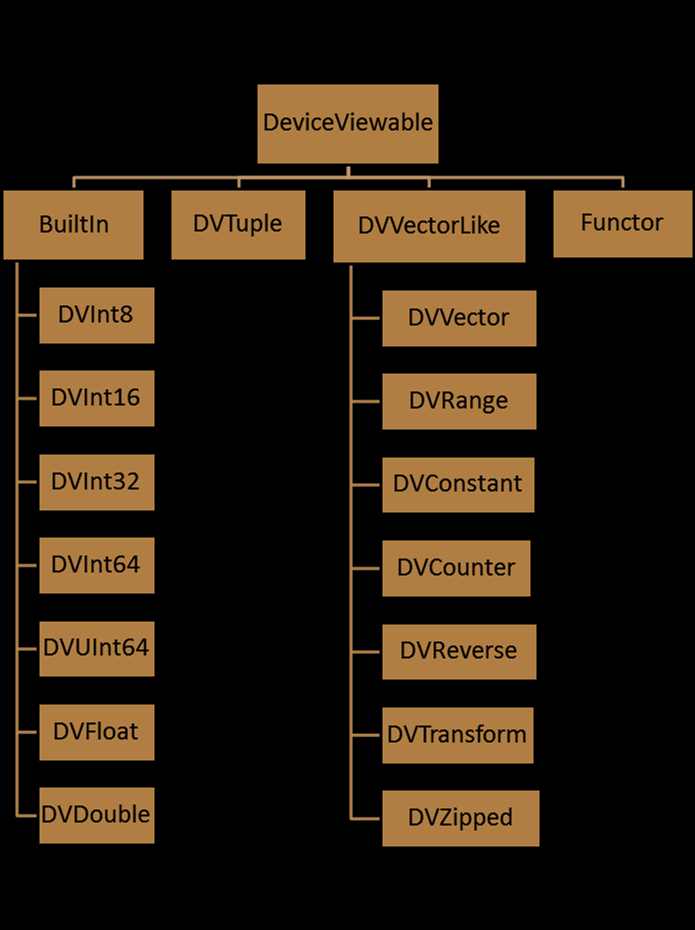 DeviceViewable
BuiltIn
DVTuple
DVVectorLike
Functor
DVInt8
DVInt16
DVInt32
DVInt64
DVUInt64
DVFloat
DVDouble
DVVector
DVRange
DVConstant
DVCounter
DVReverse
DVTransform
DVZipped